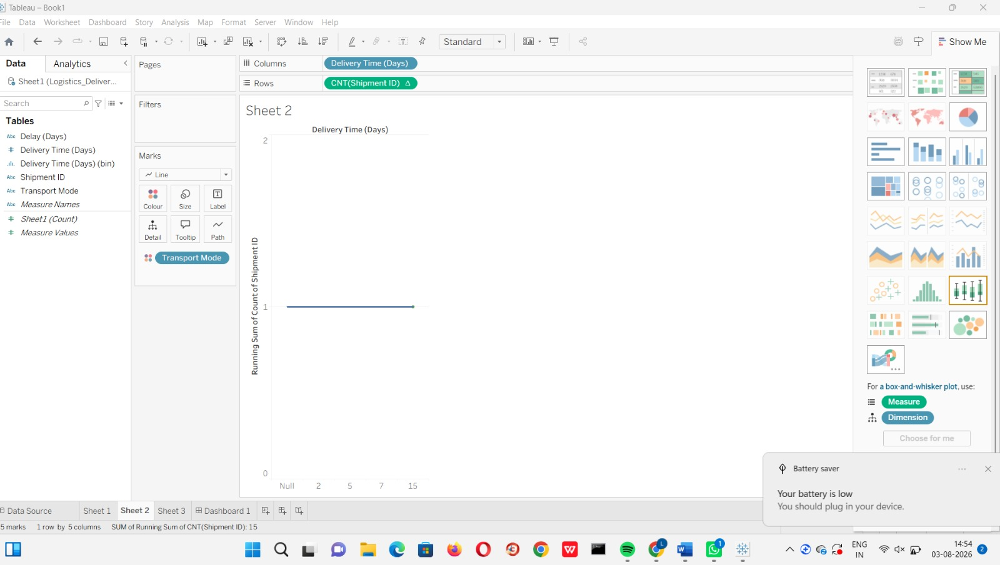 Tableau – Book1
File Data Worksheet Dashboard Story Analysis Map Format Server Window Help
Standard
Show Me
Data Analytics
Sheet1 (Logistics_Deliver...
Search
Tables
Abc Delay (Days)
# Delivery Time (Days)
Delivery Time (Days) (bin)
Abc Shipment ID
Abc Transport Mode
Abc Measure Names
# Sheet1 (Count)
# Measure Values
Pages
Filters
Marks
Line
Colour Size Label
Detail Tooltip Path
Transport Mode
Columns Delivery Time (Days)
Rows CNT(Shipment ID) Δ
Sheet 2
Delivery Time (Days)
Running Sum of Count of Shipment ID
2
1
0
Null 2 5 7 15
For a box-and-whisker plot, use:
Measure
Dimension
Choose for me
Battery saver
Your battery is low
You should plug in your device.
Data Source Sheet 1 Sheet 2 Sheet 3 Dashboard 1
5 marks 1 row by 5 columns SUM of Running Sum of CNT(Shipment ID): 15
L
1
ENG
IN
14:54
03-08-2026
2